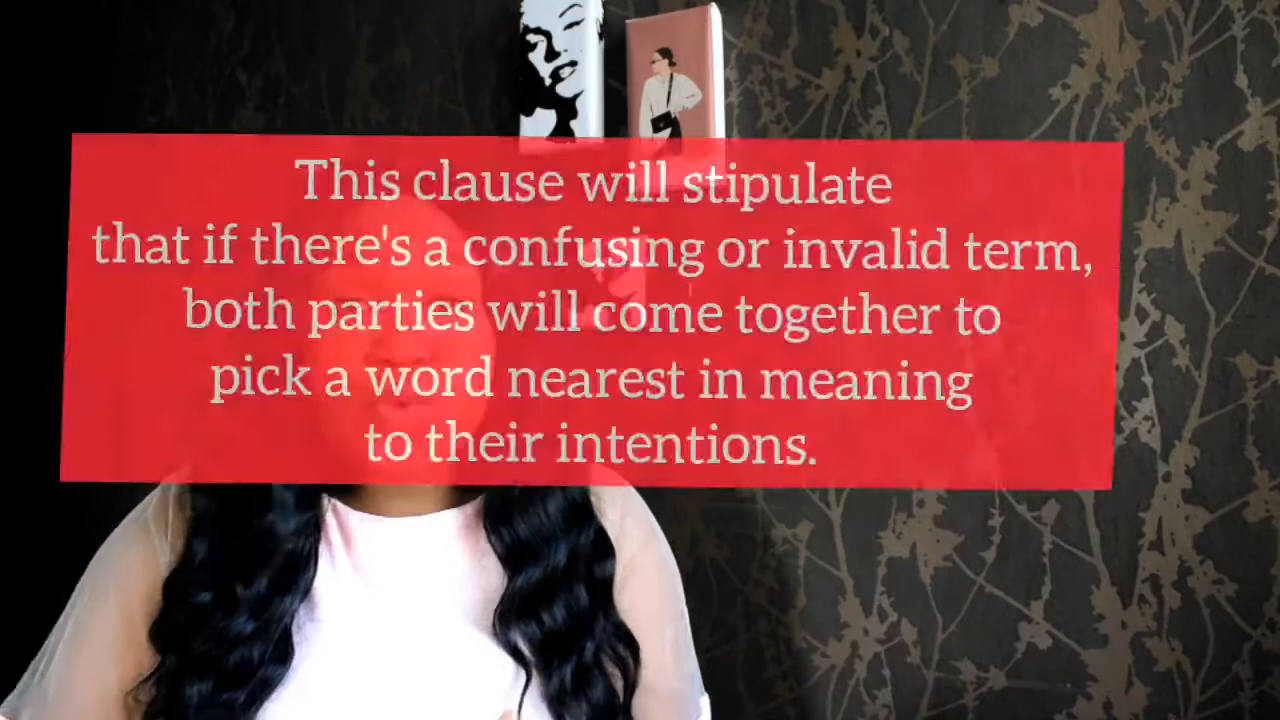 This clause will stipulate
that if there's a confusing or invalid term,
both parties will come together to
pick a word nearest in meaning
to their intentions.